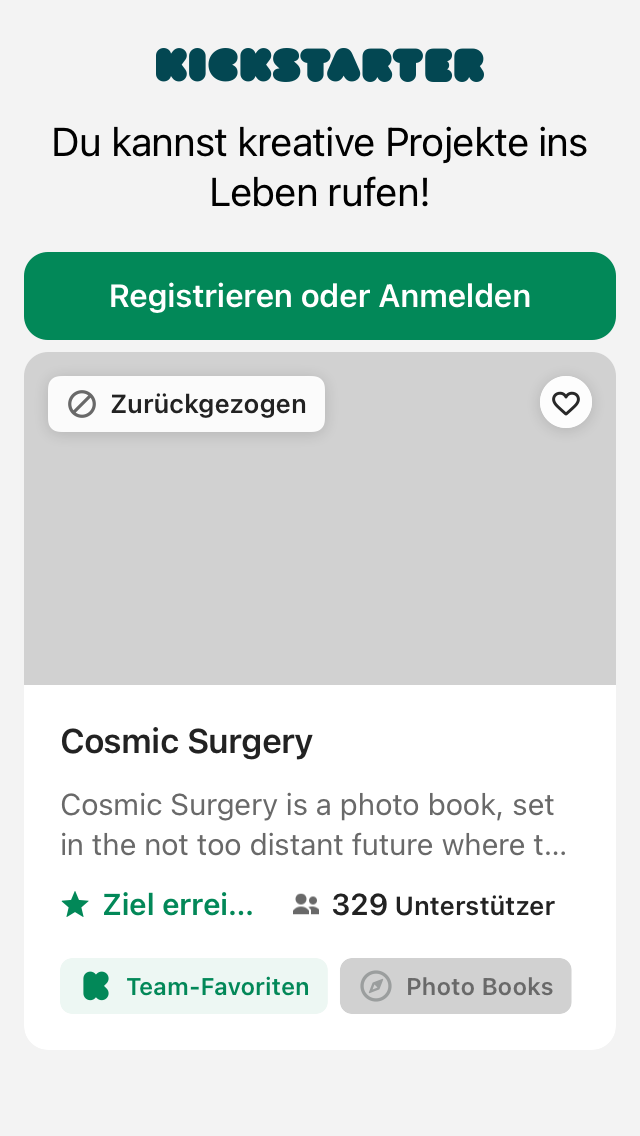 KICKSTARTER
Du kannst kreative Projekte ins
Leben rufen!
Registrieren oder Anmelden
Zurückgezogen
Cosmic Surgery
Cosmic Surgery is a photo book, set
in the not too distant future where t...
Ziel errei... 329 Unterstützer
Team-Favoriten Photo Books